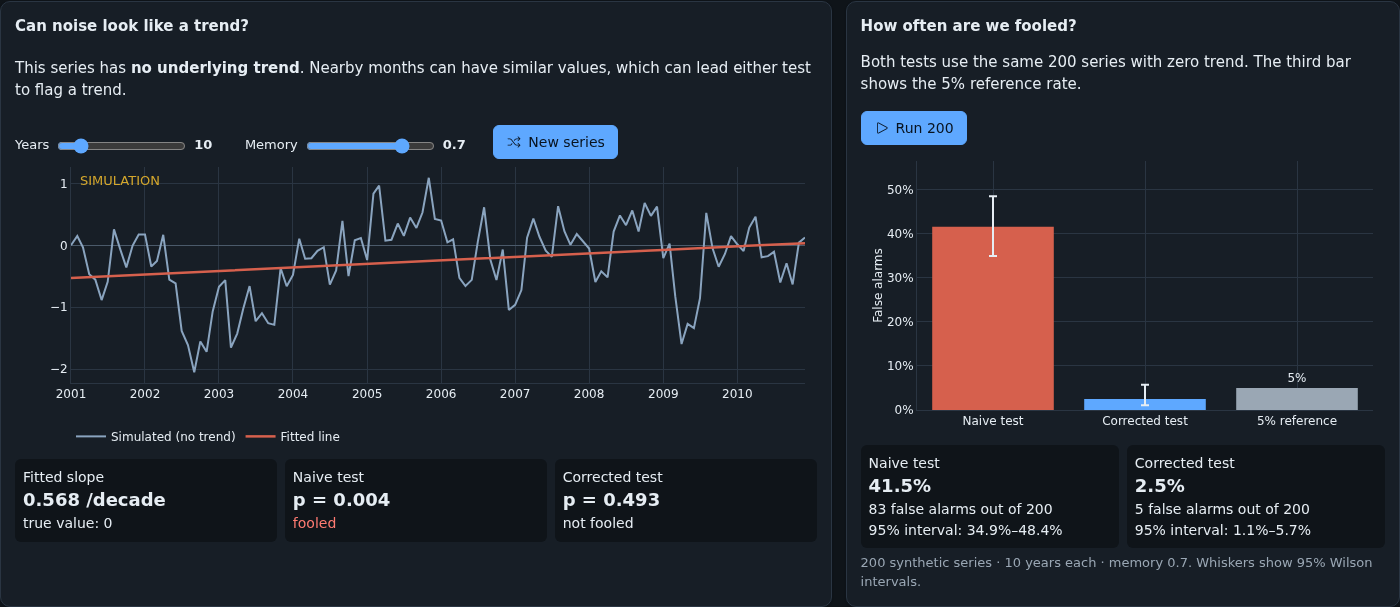 Can noise look like a trend?
This series has no underlying trend. Nearby months can have similar values, which can lead either test
to flag a trend.
Years 10 Memory 0.7 New series
SIMULATION
1
0
−1
−2
2001 2002 2003 2004 2005 2006 2007 2008 2009 2010
Simulated (no trend) Fitted line
Fitted slope
0.568 /decade
true value: 0
Naive test
p = 0.004
fooled
Corrected test
p = 0.493
not fooled
How often are we fooled?
Both tests use the same 200 series with zero trend. The third bar
shows the 5% reference rate.
Run 200
False alarms
50%
40%
30%
20%
10%
0%
5%
Naive test Corrected test 5% reference
Naive test
41.5%
83 false alarms out of 200
95% interval: 34.9%–48.4%
Corrected test
2.5%
5 false alarms out of 200
95% interval: 1.1%–5.7%
200 synthetic series · 10 years each · memory 0.7. Whiskers show 95% Wilson
intervals.